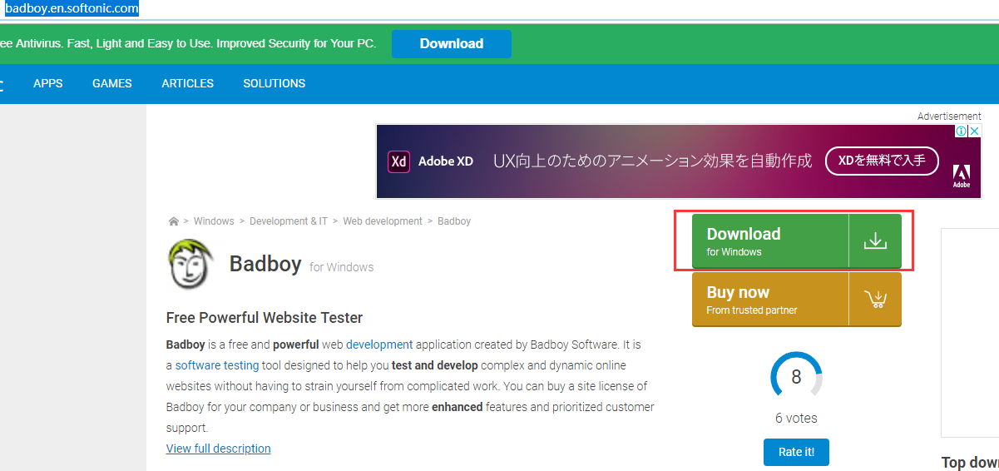 badboy.en.softonic.com
ee Antivirus. Fast, Light and Easy to Use. Improved Security for Your PC.
Download
APPS
GAMES
ARTICLES
SOLUTIONS
Advertisement
Xd
Adobe XD
UX向上のためのアニメーション効果を自動作成
XDを無料で入手
Adobe
> Windows > Development & IT > Web development > Badboy
Badboy for Windows
Download
for Windows
Buy now
From trusted partner
Free Powerful Website Tester
Badboy is a free and powerful web development application created by Badboy Software. It is
a software testing tool designed to help you test and develop complex and dynamic online
websites without having to strain yourself from complicated work. You can buy a site license of
Badboy for your company or business and get more enhanced features and prioritized customer
support.
View full description
8
6 votes
Rate it!
Top dow